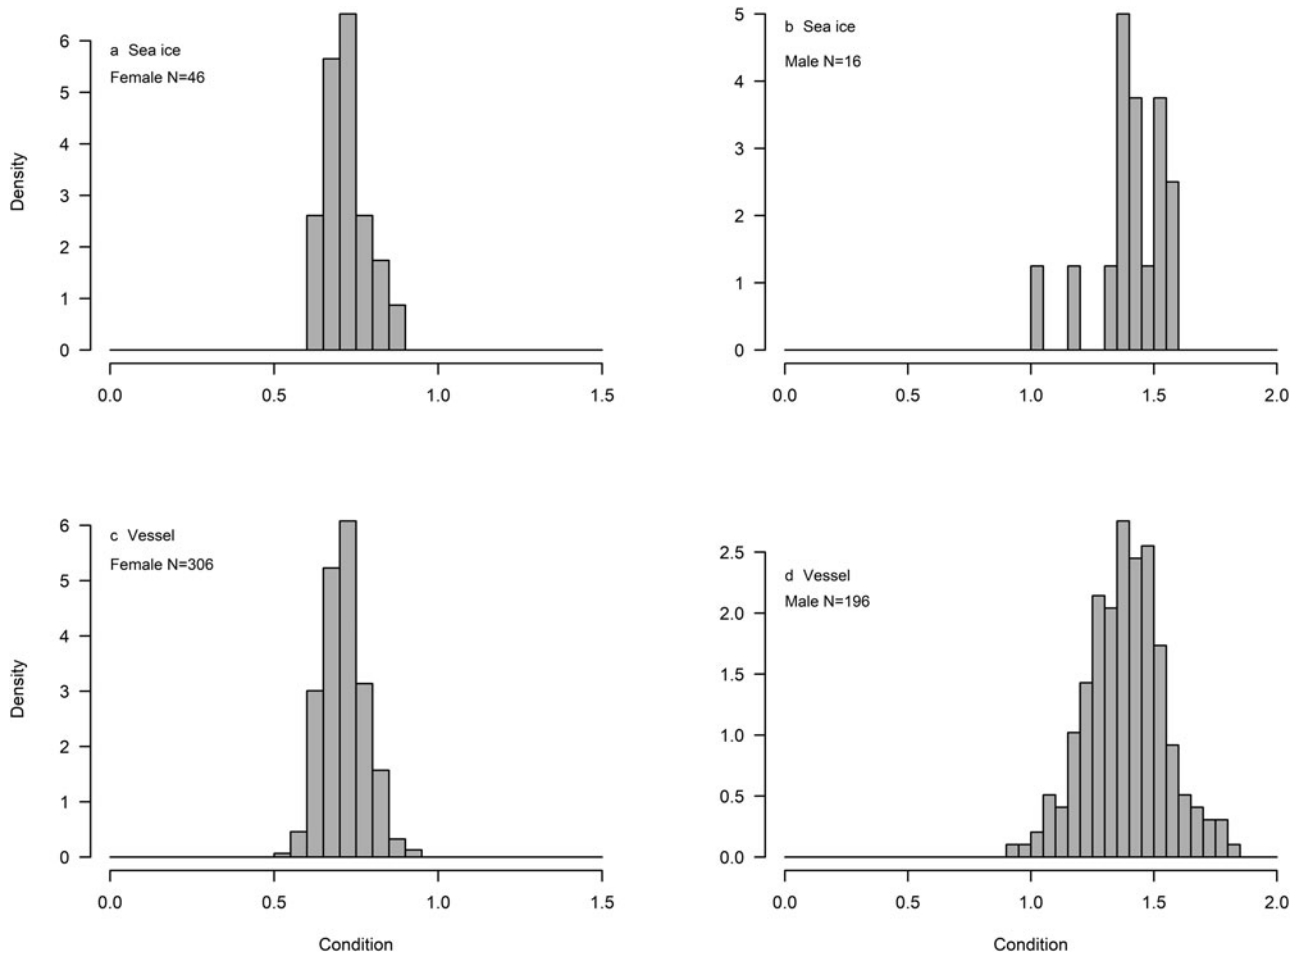 a Sea ice
Female N=46
Density
6
5
4
3
2
1
0
0.0 0.5 1.0 1.5
b Sea ice
Male N=16
5
4
3
2
1
0
0.0 0.5 1.0 1.5 2.0
c Vessel
Female N=306
Density
6
5
4
3
2
1
0
0.0 0.5 1.0 1.5
Condition
d Vessel
Male N=196
2.5
2.0
1.5
1.0
0.5
0.0
0.0 0.5 1.0 1.5 2.0
Condition